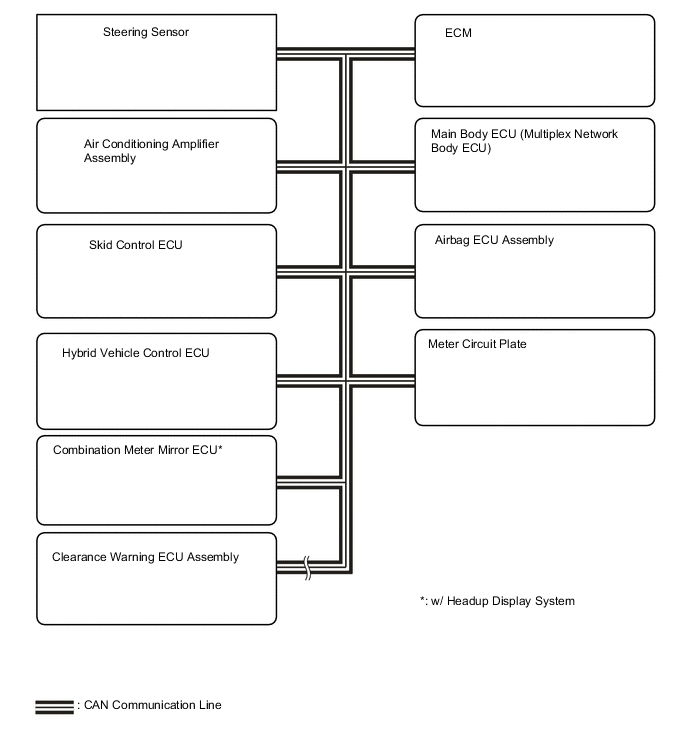 Steering Sensor
ECM
Air Conditioning Amplifier
Assembly
Main Body ECU (Multiplex Network
Body ECU)
Skid Control ECU
Airbag ECU Assembly
Hybrid Vehicle Control ECU
Meter Circuit Plate
Combination Meter Mirror ECU*
Clearance Warning ECU Assembly
*: w/ Headup Display System
: CAN Communication Line